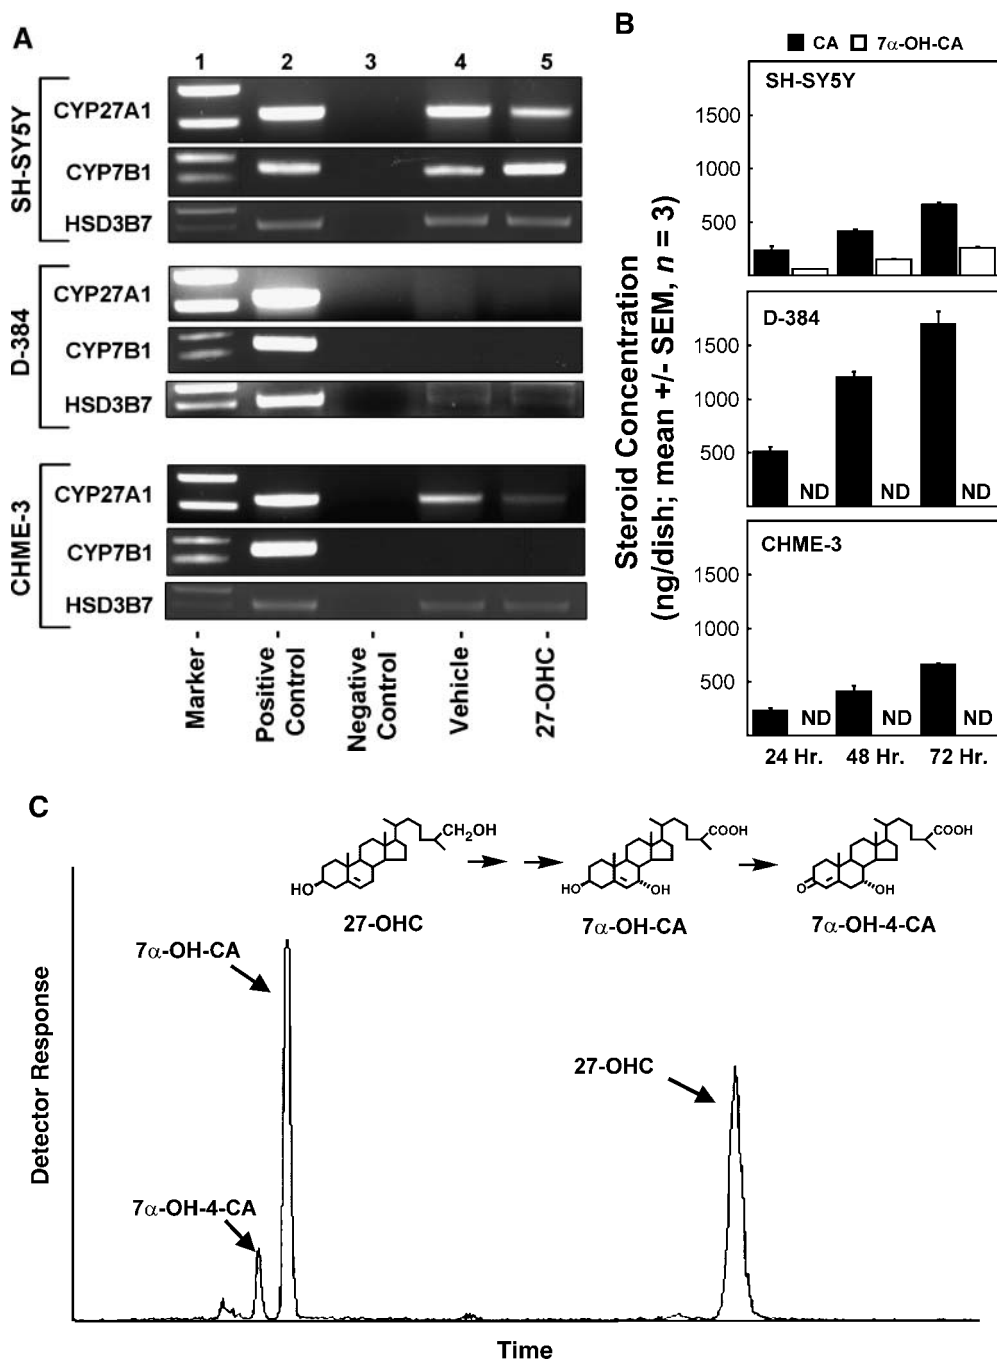 A
1 2 3 4 5
SH-SY5Y
CYP27A1
CYP7B1
HSD3B7
D-384
CYP27A1
CYP7B1
HSD3B7
CHME-3
CYP27A1
CYP7B1
HSD3B7
Marker -
Positive -
Control
Negative -
Control
Vehicle -
27-OHC -
B
CA 7α-OH-CA
Steroid Concentration
(ng/dish; mean +/- SEM, n = 3)
SH-SY5Y
1500
1000
500
D-384
1500
1000
500
ND ND ND
CHME-3
1500
1000
500
ND ND ND
24 Hr. 48 Hr. 72 Hr.
C
CH2OH
HO
27-OHC
COOH
HO
OH
7α-OH-CA
COOH
O
OH
7α-OH-4-CA
7α-OH-CA
27-OHC
7α-OH-4-CA
Detector Response
Time